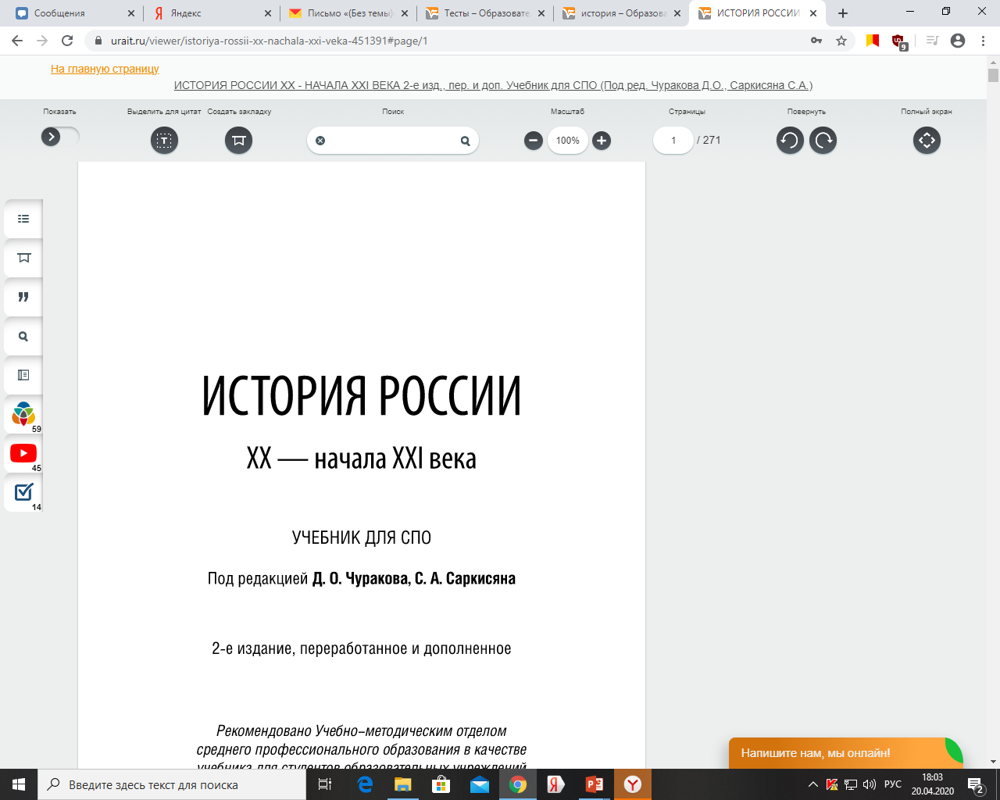 Сообщения
Яндекс
Письмо «(Без темы)
Тесты – Образовате
история – Образова
ИСТОРИЯ РОССИИ
urait.ru/viewer/istoriya-rossii-xx-nachala-xxi-veka-451391#page/1
9
На главную страницу
ИСТОРИЯ РОССИИ XX - НАЧАЛА XXI ВЕКА 2-е изд., пер. и доп. Учебник для СПО (Под ред. Чуракова Д.О., Саркисяна С.А.)
Показать
Выделить для цитат
Создать закладку
Поиск
Масштаб
Страницы
Повернуть
Полный экран
100%
1 / 271
59
45
14
ИСТОРИЯ РОССИИ
XX — начала XXI века
УЧЕБНИК ДЛЯ СПО
Под редакцией Д. О. Чуракова, С. А. Саркисяна
2-е издание, переработанное и дополненное
Рекомендовано Учебно-методическим отделом
среднего профессионального образования в качестве
учебника для студентов образовательных учреждений
Напишите нам, мы онлайн!
Введите здесь текст для поиска
РУС
18:03
20.04.2020
2